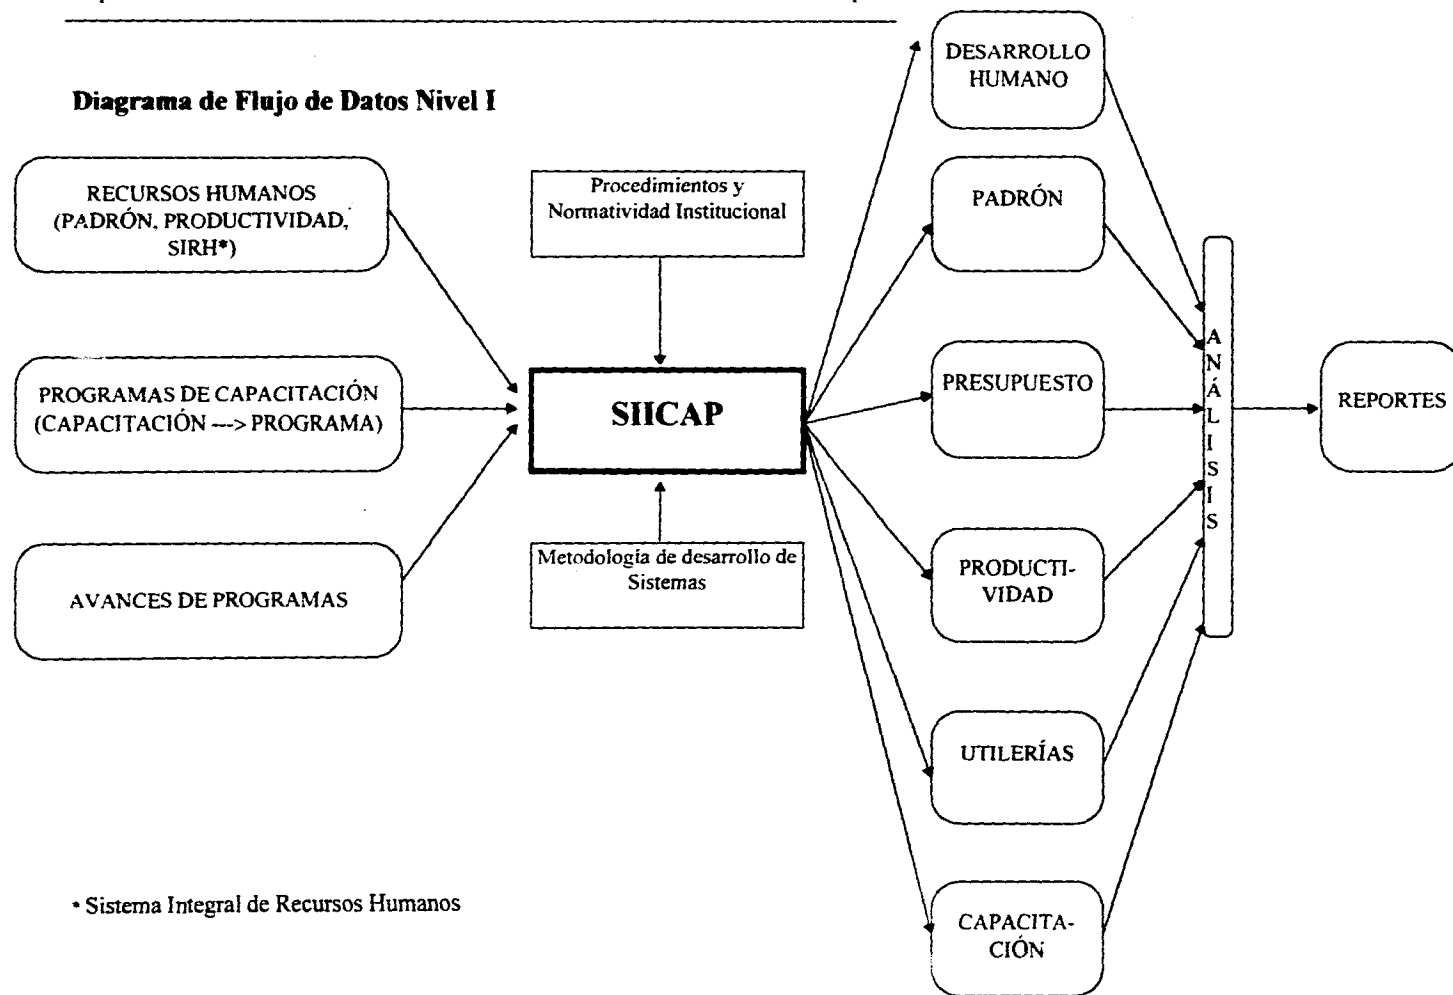 Diagrama de Flujo de Datos Nivel I
RECURSOS HUMANOS
(PADRÓN, PRODUCTIVIDAD,
SIRH*)
PROGRAMAS DE CAPACITACIÓN
(CAPACITACIÓN ---> PROGRAMA)
AVANCES DE PROGRAMAS
Procedimientos y
Normatividad Institucional
SIICAP
Metodología de desarrollo de
Sistemas
DESARROLLO
HUMANO
PADRÓN
PRESUPUESTO
PRODUCTI-
VIDAD
UTILERÍAS
CAPACITA-
CIÓN
ANÁLISIS
REPORTES
* Sistema Integral de Recursos Humanos